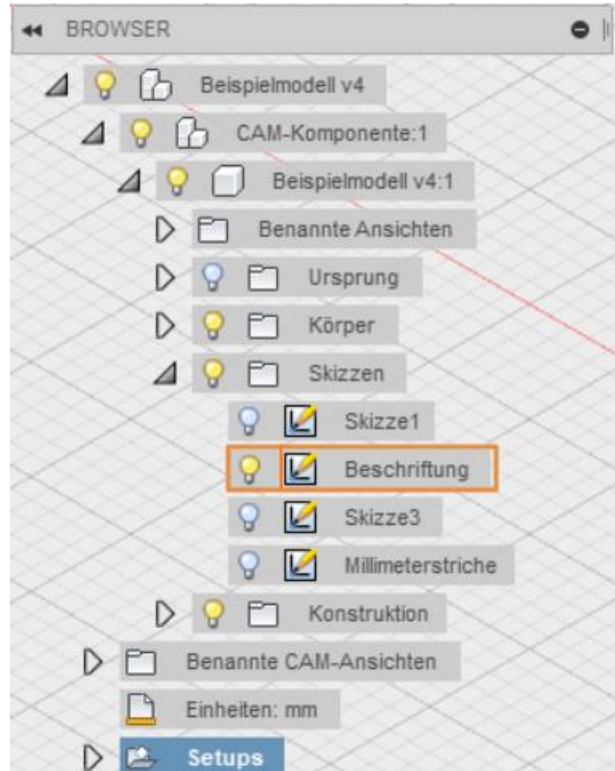 BROWSER
Beispielmodell v4
CAM-Komponente:1
Beispielmodell v4:1
Benannte Ansichten
Ursprung
Körper
Skizzen
Skizze1
Beschriftung
Skizze3
Millimeterstriche
Konstruktion
Benannte CAM-Ansichten
Einheiten: mm
Setups